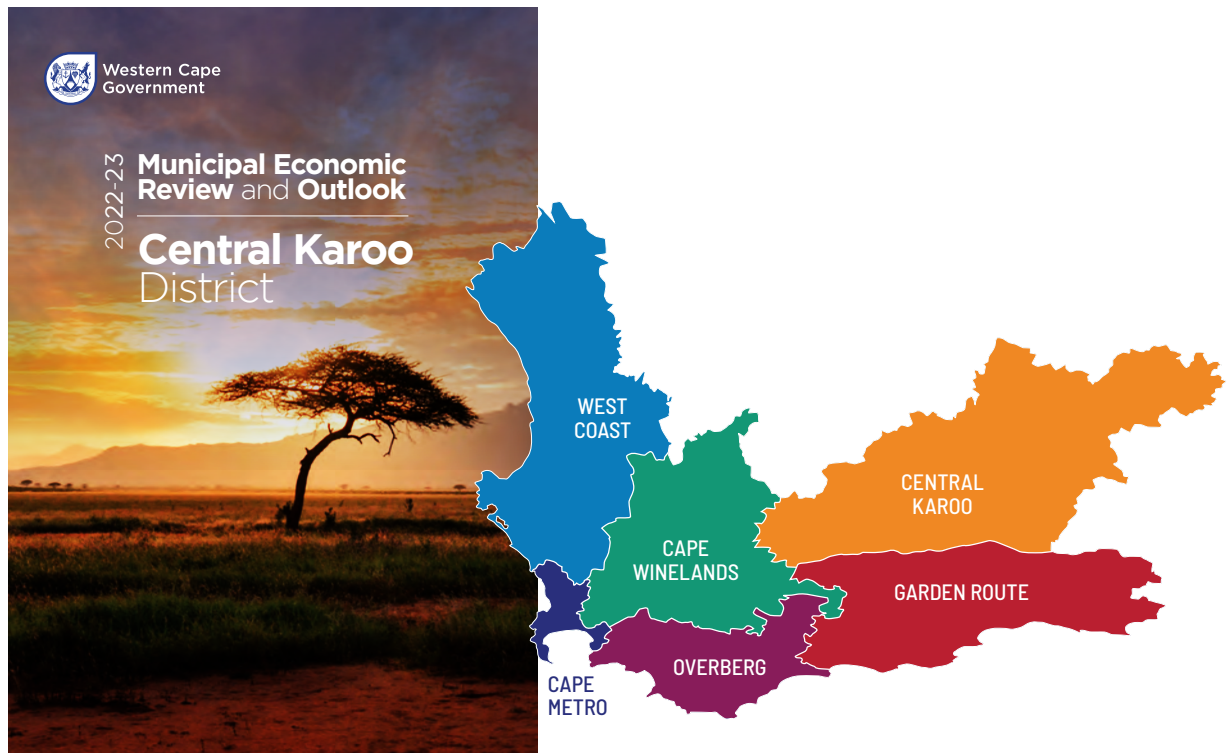 Western Cape
Government
2022-23
Municipal Economic
Review and Outlook
Central Karoo
District
WEST
COAST
CENTRAL
KAROO
CAPE
WINELANDS
GARDEN ROUTE
OVERBERG
CAPE
METRO